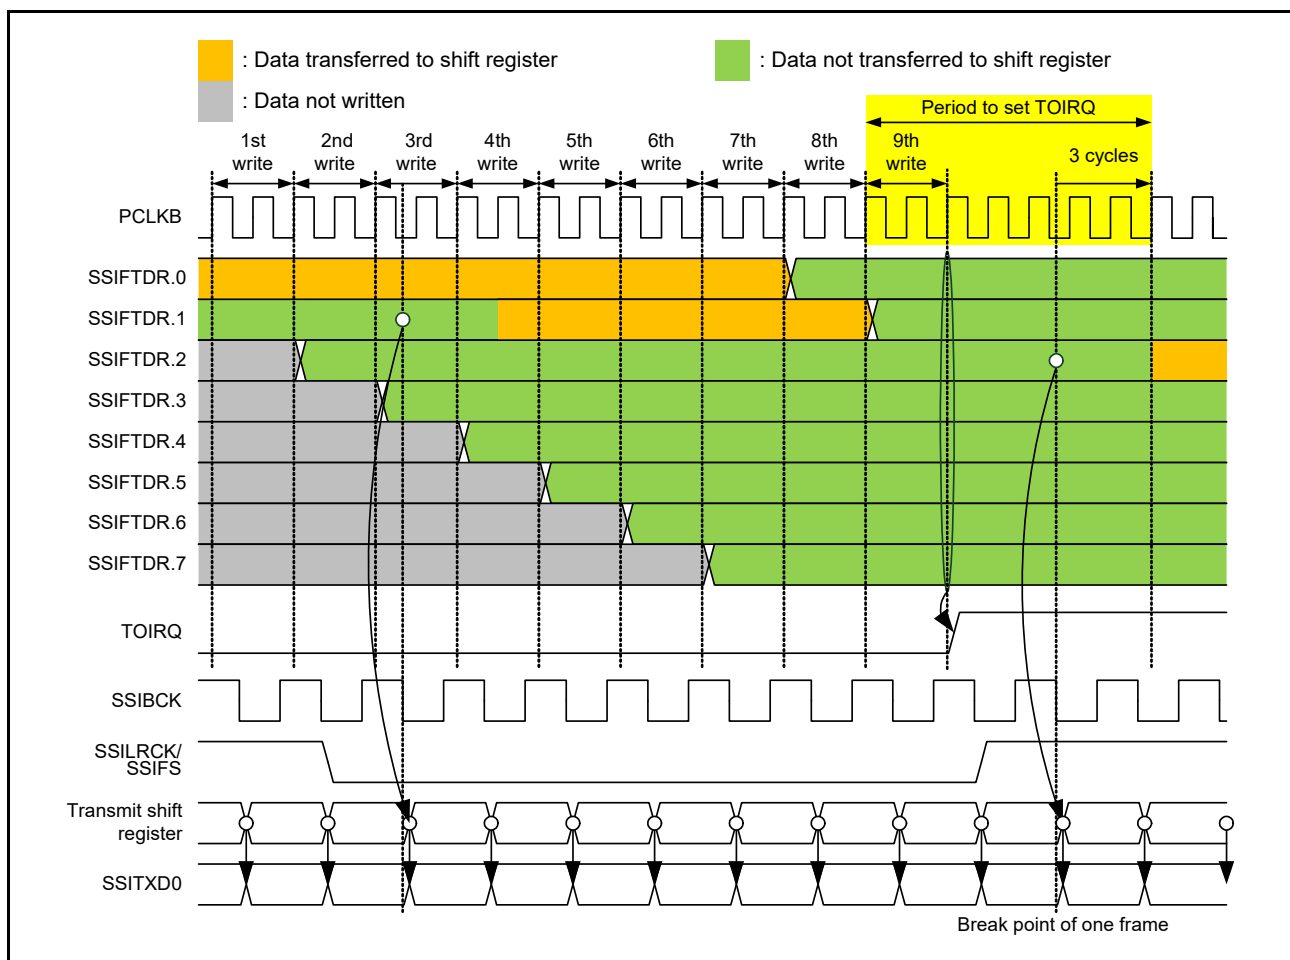 : Data transferred to shift register
: Data not transferred to shift register
: Data not written
Period to set TOIRQ
1st
write
2nd
write
3rd
write
4th
write
5th
write
6th
write
7th
write
8th
write
9th
write
3 cycles
PCLKB
SSIFTDR.0
SSIFTDR.1
SSIFTDR.2
SSIFTDR.3
SSIFTDR.4
SSIFTDR.5
SSIFTDR.6
SSIFTDR.7
TOIRQ
SSIBCK
SSILRCK/
SSIFS
Transmit shift
register
SSITXD0
Break point of one frame